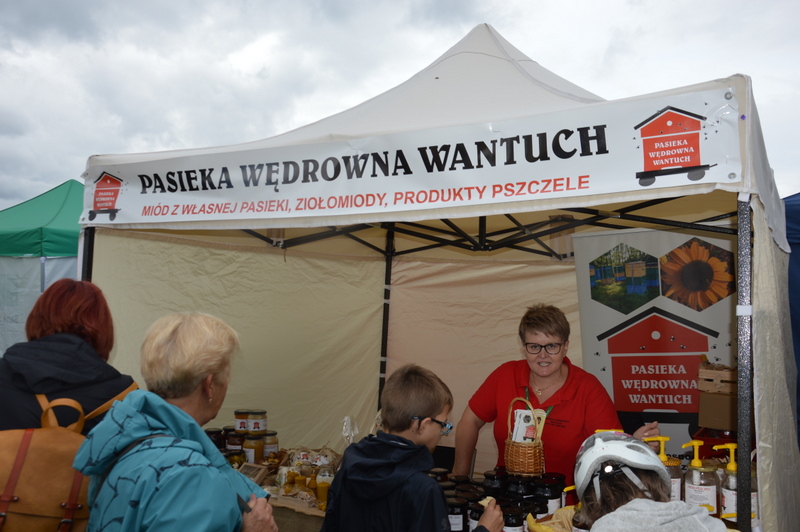 PASIEKA WĘDROWNA WANTUCH
MIÓD Z WŁASNEJ PASIEKI, ZIOŁOMIODY, PRODUKTY PSZCZELE
PASIEKA
WĘDROWNA
WANTUCH
PASIEKA
WĘDROWNA
WANTUCH
PASIEKA
WĘDROWNA
WANTUCH